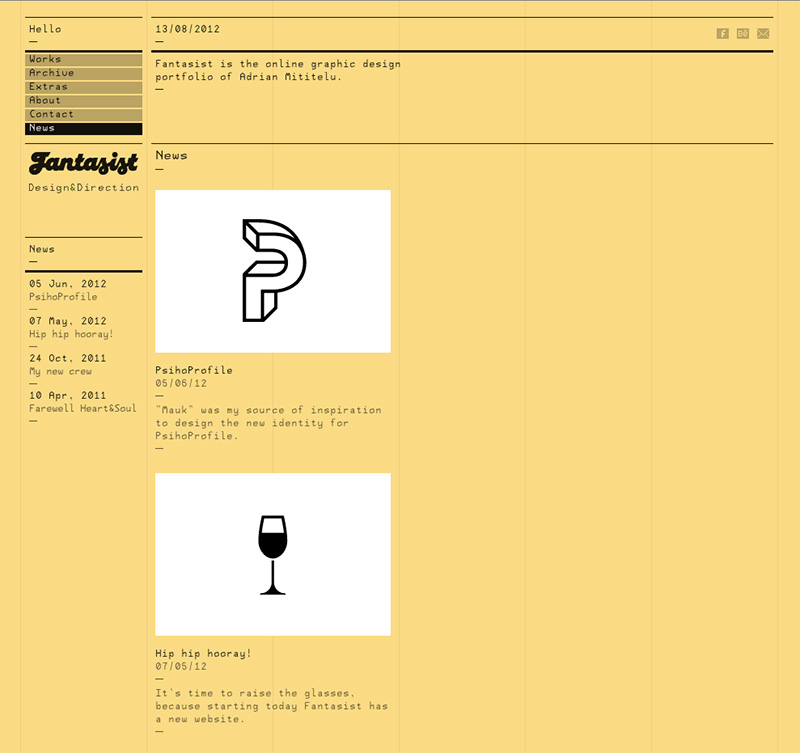 Hello
—
Works
Archive
Extras
About
Contact
News
Fantasist
Design&Direction
News
—
05 Jun, 2012
PsihoProfile
—
07 May, 2012
Hip hip hooray!
—
24 Oct, 2011
My new crew
—
10 Apr, 2011
Farewell Heart&Soul
—
13/08/2012
—
f
Bē
Fantasist is the online graphic design
portfolio of Adrian Mititelu.
—
News
—
P
PsihoProfile
05/06/12
—
"Mauk" was my source of inspiration
to design the new identity for
PsihoProfile.
—
Hip hip hooray!
07/05/12
—
It's time to raise the glasses,
because starting today Fantasist has
a new website.
—